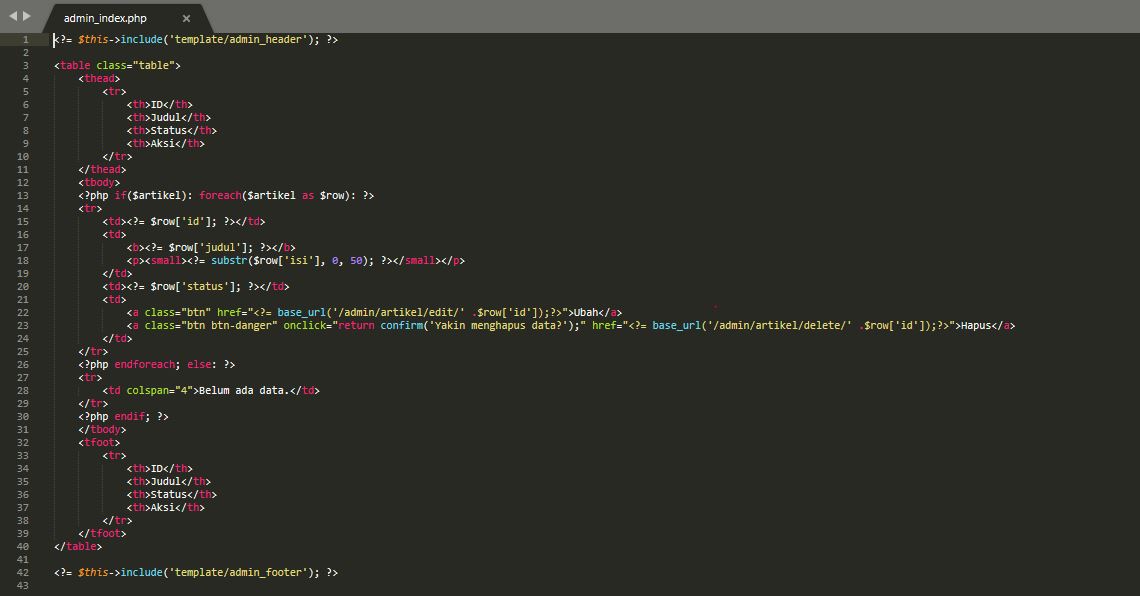 admin_index.php ×
1 <?= $this->include('template/admin_header'); ?>
2
3 <table class="table">
4 <thead>
5 <tr>
6 <th>ID</th>
7 <th>Judul</th>
8 <th>Status</th>
9 <th>Aksi</th>
10 </tr>
11 </thead>
12 <tbody>
13 <?php if($artikel): foreach($artikel as $row): ?>
14 <tr>
15 <td><?= $row['id']; ?></td>
16 <td>
17 <b><?= $row['judul']; ?></b>
18 <p><small><?= substr($row['isi'], 0, 50); ?></small></p>
19 </td>
20 <td><?= $row['status']; ?></td>
21 <td>
22 <a class="btn" href="<?= base_url('/admin/artikel/edit/' .$row['id']);?>">Ubah</a>
23 <a class="btn btn-danger" onclick="return confirm('Yakin menghapus data?');" href="<?= base_url('/admin/artikel/delete/' .$row['id']);?>">Hapus</a>
24 </td>
25 </tr>
26 <?php endforeach; else: ?>
27 <tr>
28 <td colspan="4">Belum ada data.</td>
29 </tr>
30 <?php endif; ?>
31 </tbody>
32 <tfoot>
33 <tr>
34 <th>ID</th>
35 <th>Judul</th>
36 <th>Status</th>
37 <th>Aksi</th>
38 </tr>
39 </tfoot>
40 </table>
41
42 <?= $this->include('template/admin_footer'); ?>
43